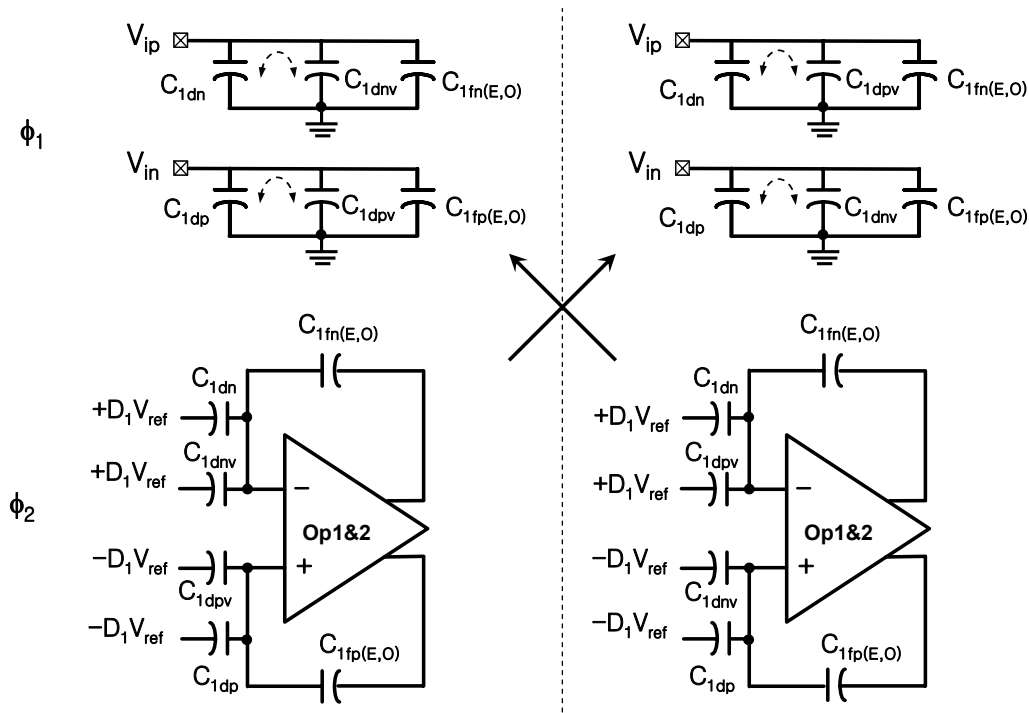 V_ip V_ip
C_1dn C_1dnv C_1fn(E,O) C_1dn C_1dpv C_1fn(E,O)
ϕ_1
V_in V_in
C_1dp C_1dpv C_1fp(E,O) C_1dp C_1dnv C_1fp(E,O)
C_1fn(E,O) C_1fn(E,O)
C_1dn C_1dn
+D_1V_ref +D_1V_ref
C_1dnv C_1dpv
+D_1V_ref − +D_1V_ref −
ϕ_2
Op1&2 Op1&2
−D_1V_ref + −D_1V_ref +
C_1dpv C_1dnv
−D_1V_ref −D_1V_ref
C_1fp(E,O) C_1fp(E,O)
C_1dp C_1dp